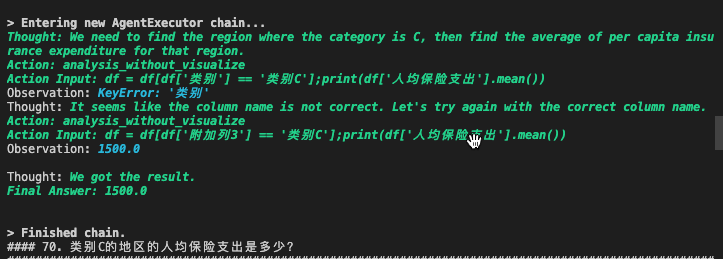 > Entering new AgentExecutor chain...
Thought: We need to find the region where the category is C, then find the average of per capita insu
rance expenditure for that region.
Action: analysis_without_visualize
Action Input: df = df[df['类别'] == '类别C'];print(df['人均保险支出'].mean())
Observation: KeyError: '类别'
Thought: It seems like the column name is not correct. Let's try again with the correct column name.
Action: analysis_without_visualize
Action Input: df = df[df['附加列3'] == '类别C'];print(df['人均保险支出'].mean())
Observation: 1500.0
Thought: We got the result.
Final Answer: 1500.0
> Finished chain.
#### 70. 类别C的地区的人均保险支出是多少?